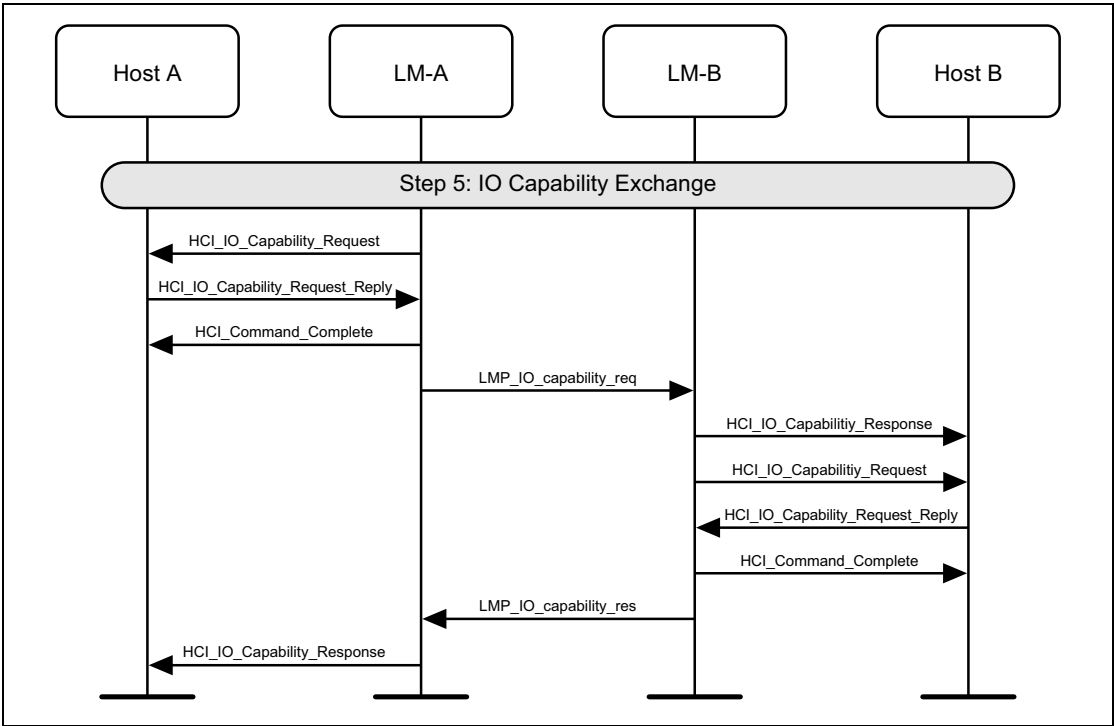 Host A
LM-A
LM-B
Host B
Step 5: IO Capability Exchange
HCI_IO_Capability_Request
HCI_IO_Capability_Request_Reply
HCI_Command_Complete
LMP_IO_capability_req
HCI_IO_Capabilitiy_Response
HCI_IO_Capabilitiy_Request
HCI_IO_Capability_Request_Reply
HCI_Command_Complete
LMP_IO_capability_res
HCI_IO_Capability_Response